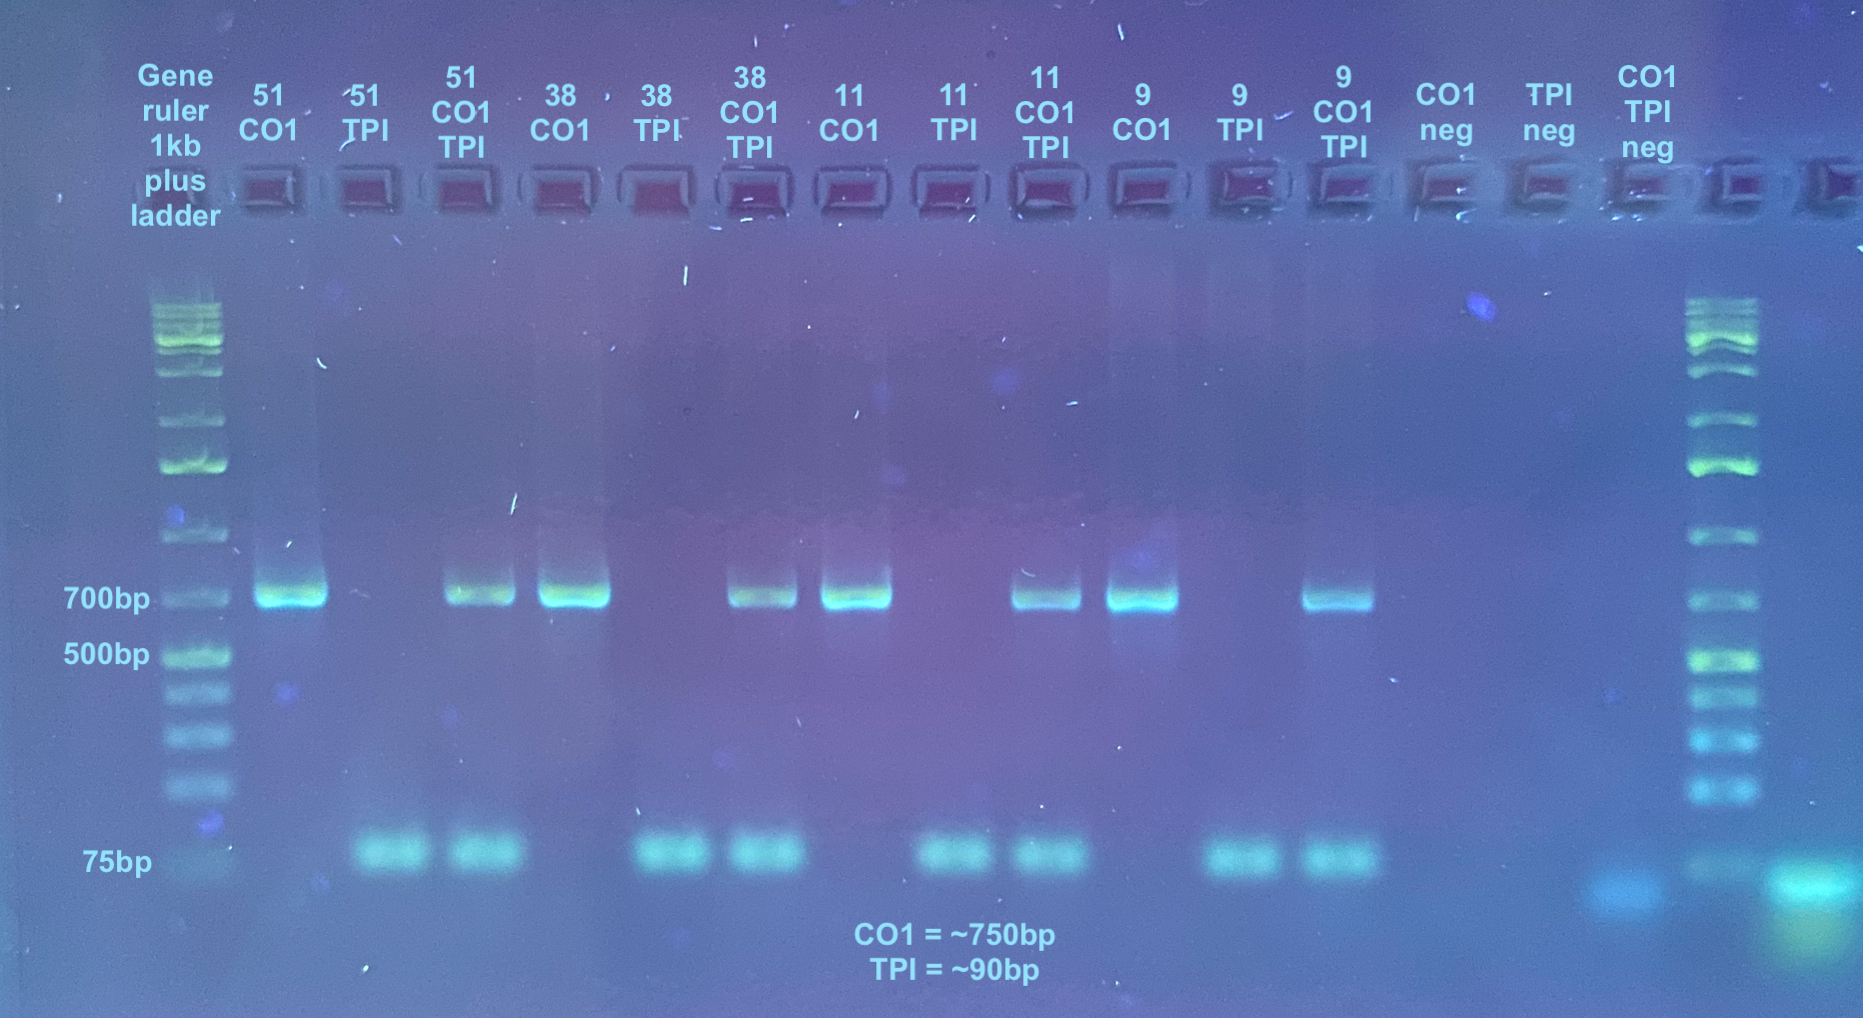 Gene
ruler
1kb
plus
ladder
51
CO1
51
TPI
51
CO1
TPI
38
CO1
38
TPI
38
CO1
TPI
11
CO1
11
TPI
11
CO1
TPI
9
CO1
9
TPI
9
CO1
TPI
CO1
neg
TPI
neg
CO1
TPI
neg
700bp
500bp
75bp
CO1 = ~750bp
TPI = ~90bp